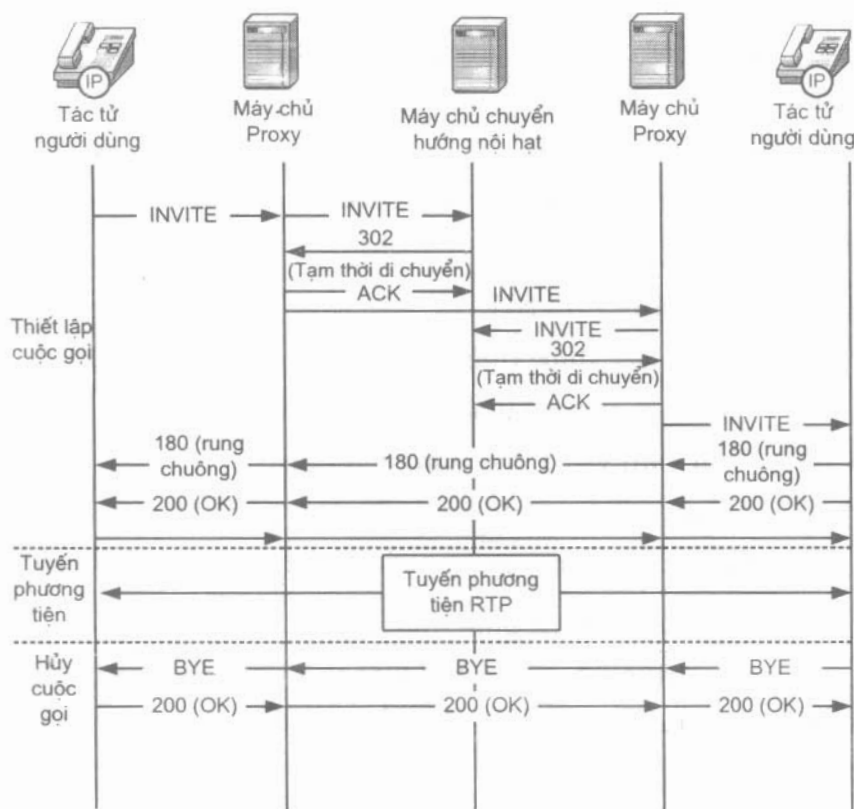 IP
IP
Tác tử
người dùng
Máy chủ
Proxy
Máy chủ chuyển
hướng nội hạt
Máy chủ
Proxy
Tác tử
người dùng
INVITE
INVITE
302
(Tạm thời di chuyển)
ACK
INVITE
Thiết lập
cuộc gọi
INVITE
302
(Tạm thời di chuyển)
ACK
INVITE
180 (rung
chuông)
180 (rung chuông)
180 (rung
chuông)
200 (OK)
200 (OK)
200 (OK)
Tuyến
phương
tiện
Tuyến phương
tiện RTP
Hủy
cuộc
gọi
BYE
BYE
BYE
200 (OK)
200 (OK)
200 (OK)